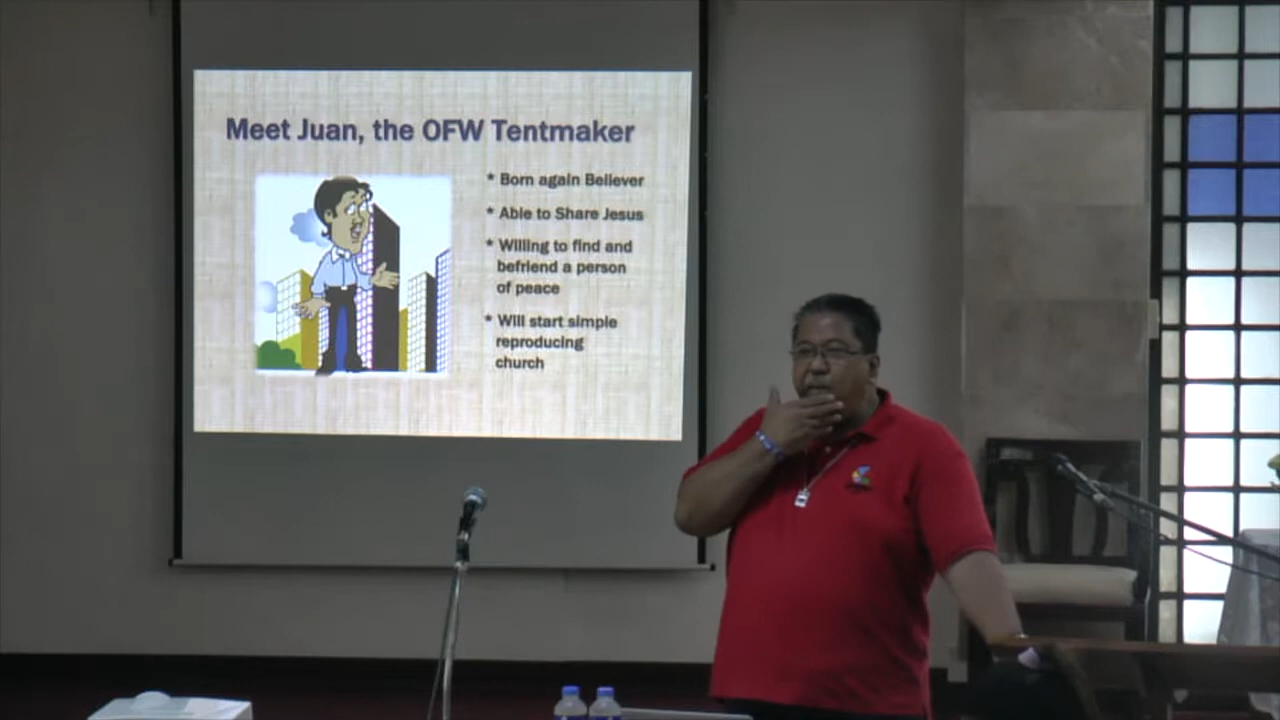 Meet Juan, the OFW Tentmaker
* Born again Believer
* Able to Share Jesus
* Willing to find and
befriend a person
of peace
* Will start simple
reproducing
church